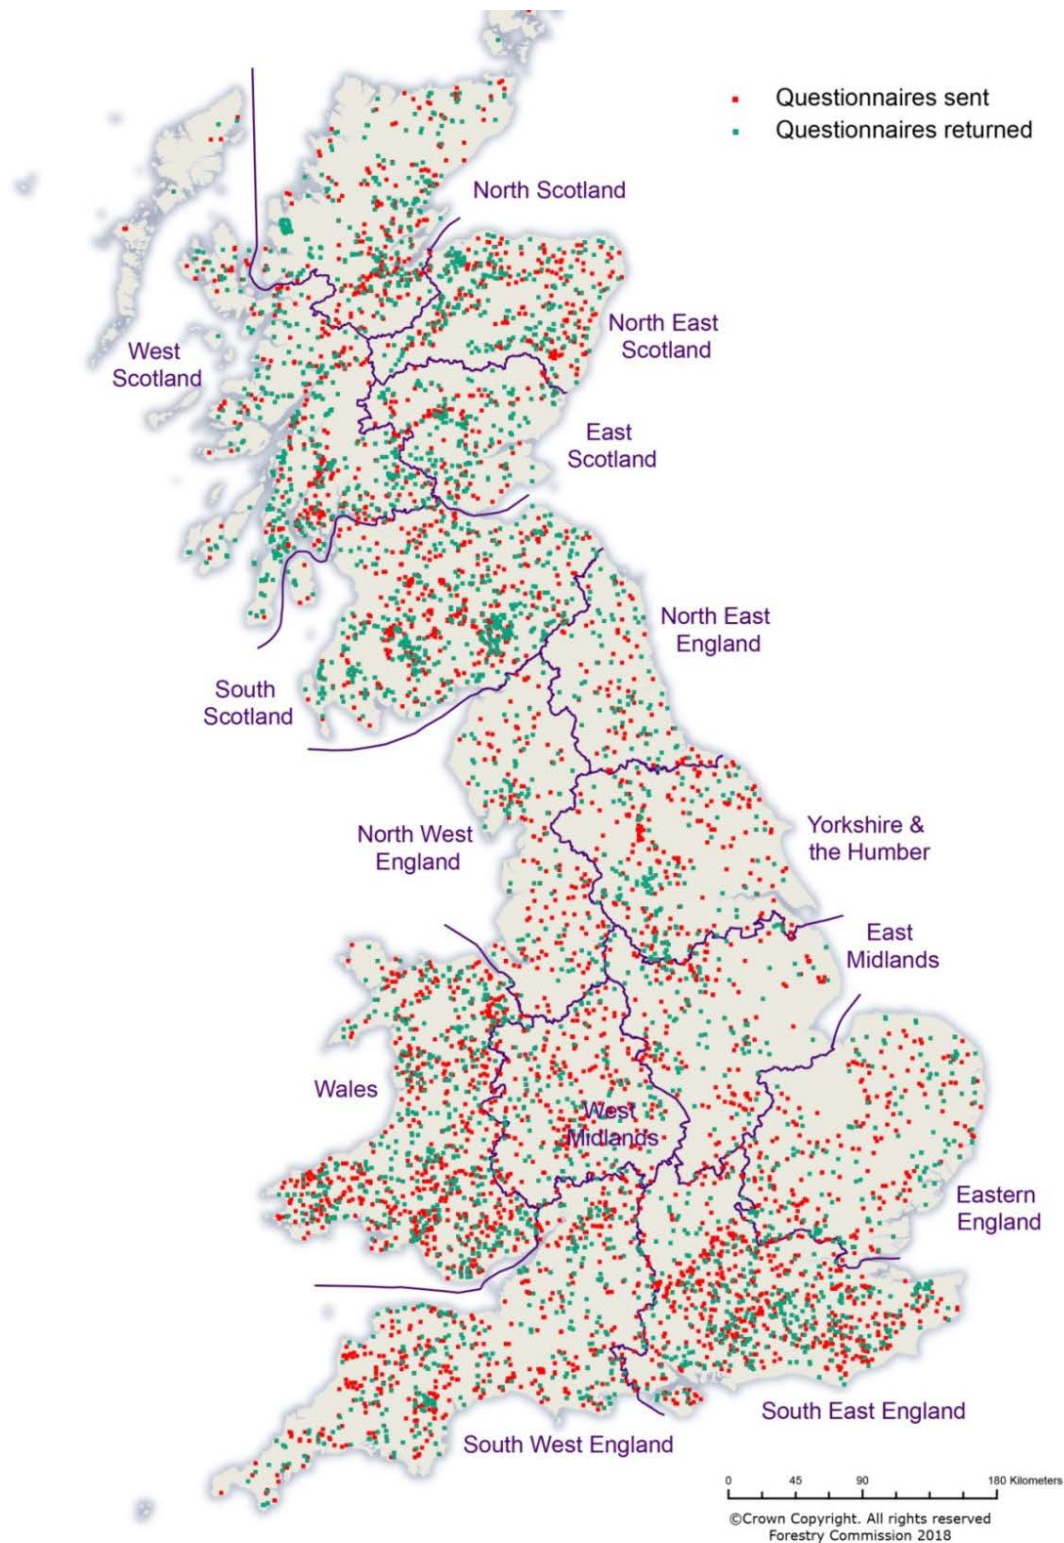 Questionnaires sent
Questionnaires returned
North Scotland
North East
Scotland
West
Scotland
East
Scotland
North East
England
South
Scotland
North West
England
Yorkshire &
the Humber
East
Midlands
Wales
West
Midlands
Eastern
England
South East England
South West England
0 45 90 180 Kilometers
©Crown Copyright. All rights reserved
Forestry Commission 2018